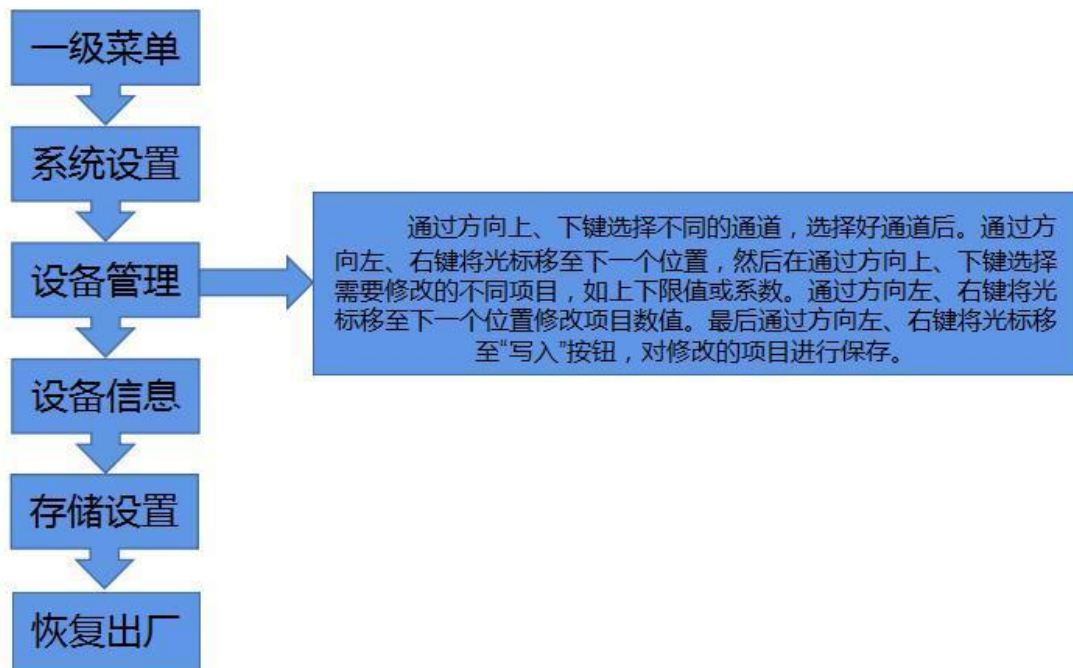 一级菜单
系统设置
设备管理
通过方向上、下键选择不同的通道，选择好通道后。通过方
向左、右键将光标移至下一个位置，然后在通过方向上、下键选择
需要修改的不同项目，如上下限值或系数。通过方向左、右键将光
标移至下一个位置修改项目数值。最后通过方向左、右键将光标移
至“写入”按钮，对修改的项目进行保存。
设备信息
存储设置
恢复出厂